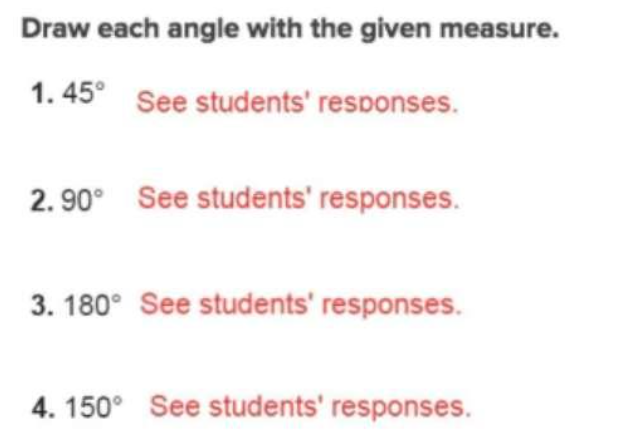 Draw each angle with the given measure.
1. 45° See students' responses.
2. 90° See students' responses.
3. 180° See students' responses.
4. 150° See students' responses.